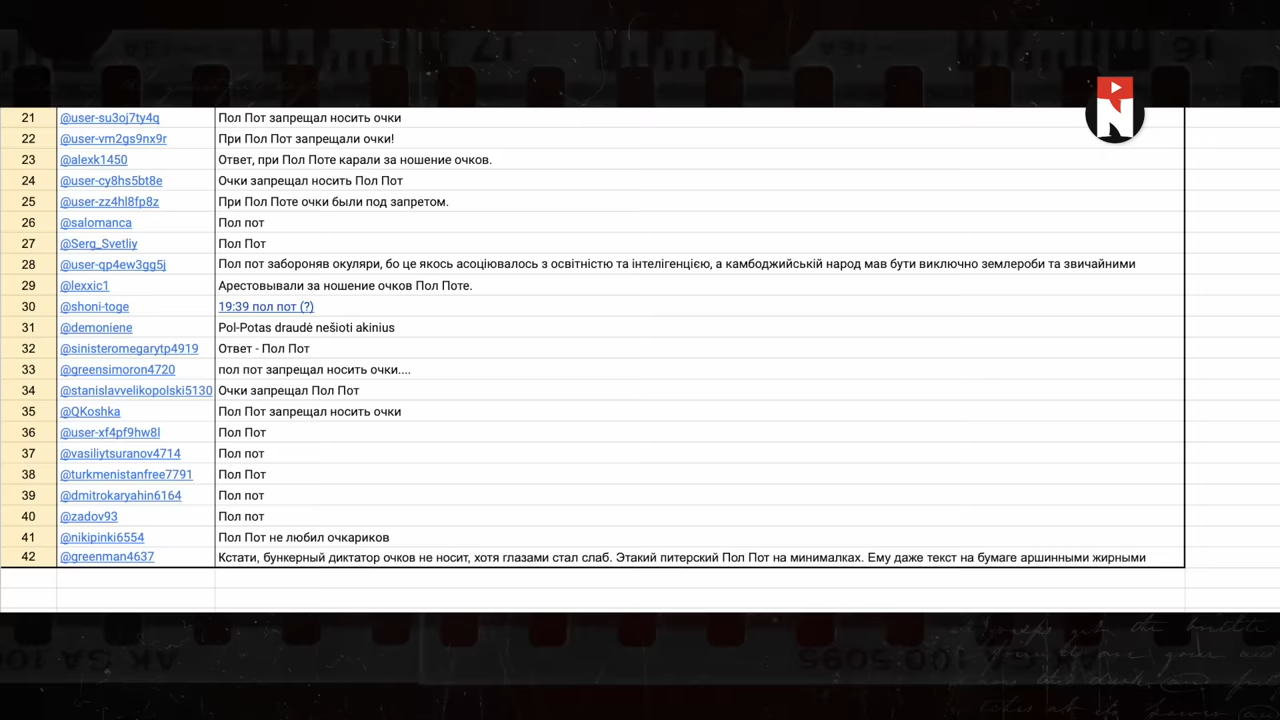 21 @user-su3oj7ty4q Пол Пот запрещал носить очки
22 @user-vm2gs9nx9r При Пол Пот запрещали очки!
23 @alexk1450 Ответ, при Пол Поте карали за ношение очков.
24 @user-cy8hs5bt8e Очки запрещал носить Пол Пот
25 @user-zz4hl8fp8z При Пол Поте очки были под запретом.
26 @salomanca Пол пот
27 @Serg_Svetliy Пол Пот
28 @user-qp4ew3gg5j Пол пот забороняв окуляри, бо це якось асоціювалось з освітністю та інтелігенцією, а камбоджийській народ мав бути виключно землероби та звичайними
29 @lexxic1 Арестовывали за ношение очков Пол Поте.
30 @shoni-toge 19:39 пол пот (?)
31 @demoniene Pol-Potas draudė nešioti akinius
32 @sinisteromegarytp4919 Ответ - Пол Пот
33 @greensimoron4720 пол пот запрещал носить очки....
34 @stanislavvelikopolski5130 Очки запрещал Пол Пот
35 @QKoshka Пол Пот запрещал носить очки
36 @user-xf4pf9hw8l Пол Пот
37 @vasiliytsuranov4714 Пол пот
38 @turkmenistanfree7791 Пол Пот
39 @dmitrokaryahin6164 Пол пот
40 @zadov93 Пол пот
41 @nikipinki6554 Пол Пот не любил очкариков
42 @greenman4637 Кстати, бункерный диктатор очков не носит, хотя глазами стал слаб. Этакий питерский Пол Пот на минималках. Ему даже текст на бумаге аршинными жирными